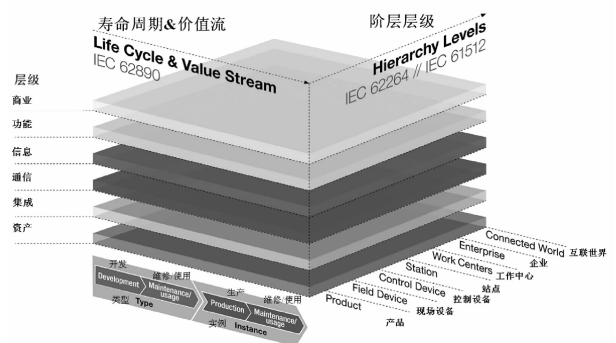 寿命周期&价值流
Life Cycle & Value Stream
IEC 62890
阶层层级
Hierarchy Levels
IEC 62264 // IEC 61512
层级
商业
功能
信息
通信
集成
资产
Connected World 互联世界
Enterprise 企业
Work Centers 工作中心
Station 站点
Control Device 控制设备
Field Device 现场设备
Product 产品
开发 维修/使用
Development Maintenance/usage
类型 Type
生产 维修/使用
Production Maintenance/usage
实例 Instance